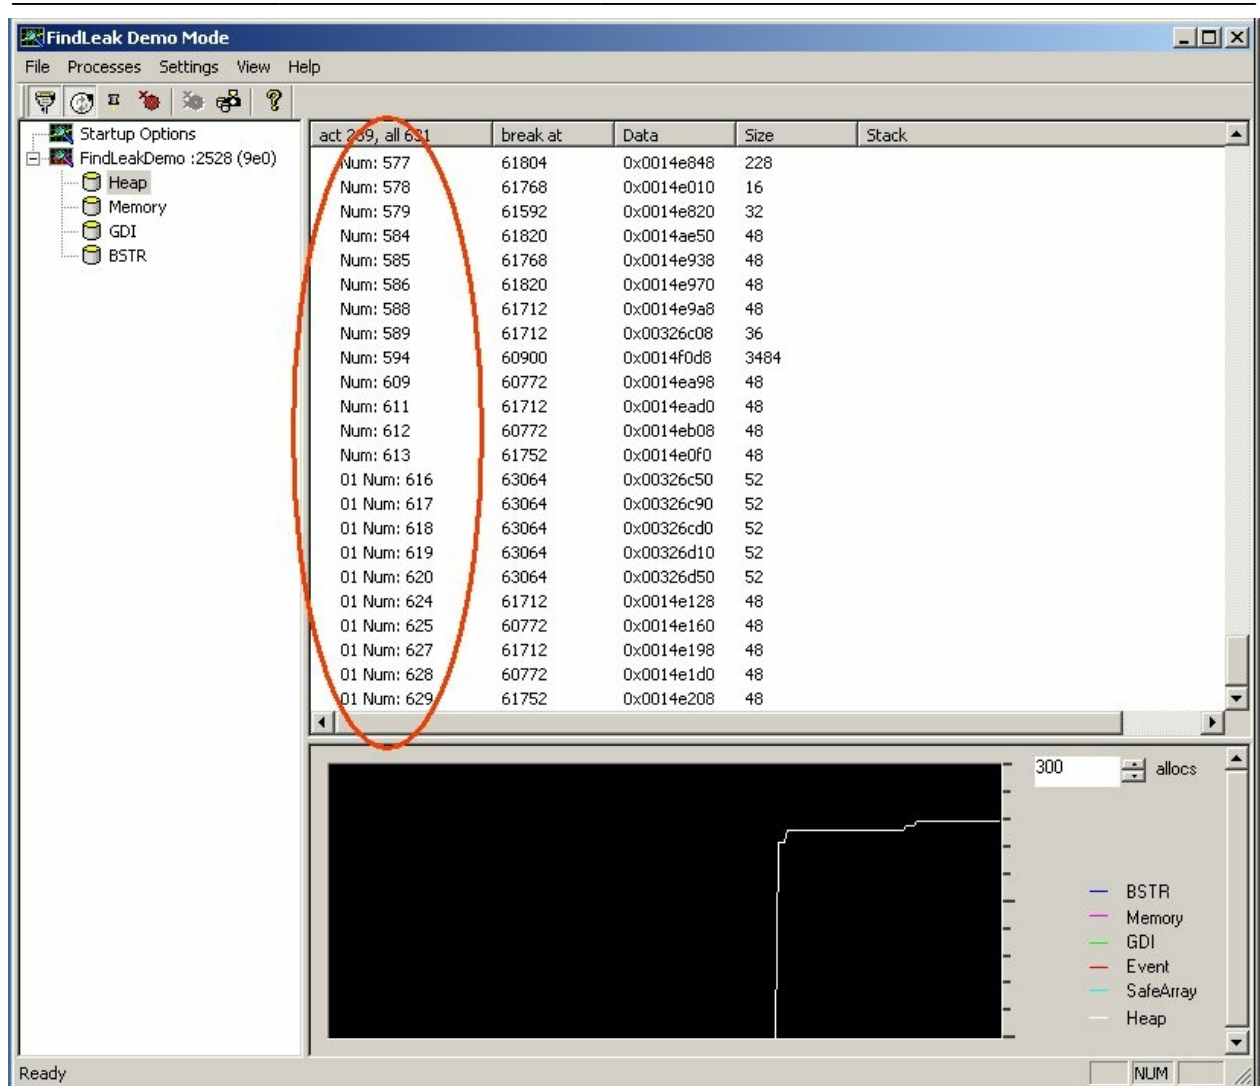 FindLeak Demo Mode
File Processes Settings View Help
Startup Options
FindLeakDemo :2528 (9e0)
Heap
Memory
GDI
BSTR
act 239, all 631 break at Data Size Stack
Num: 577 61804 0x0014e848 228
Num: 578 61768 0x0014e010 16
Num: 579 61592 0x0014e820 32
Num: 584 61820 0x0014ae50 48
Num: 585 61768 0x0014e938 48
Num: 586 61820 0x0014e970 48
Num: 588 61712 0x0014e9a8 48
Num: 589 61712 0x00326c08 36
Num: 594 60900 0x0014f0d8 3484
Num: 609 60772 0x0014ea98 48
Num: 611 61712 0x0014ead0 48
Num: 612 60772 0x0014eb08 48
Num: 613 61752 0x0014e0f0 48
01 Num: 616 63064 0x00326c50 52
01 Num: 617 63064 0x00326c90 52
01 Num: 618 63064 0x00326cd0 52
01 Num: 619 63064 0x00326d10 52
01 Num: 620 63064 0x00326d50 52
01 Num: 624 61712 0x0014e128 48
01 Num: 625 60772 0x0014e160 48
01 Num: 627 61712 0x0014e198 48
01 Num: 628 60772 0x0014e1d0 48
01 Num: 629 61752 0x0014e208 48
300 allocs
BSTR
Memory
GDI
Event
SafeArray
Heap
Ready NUM